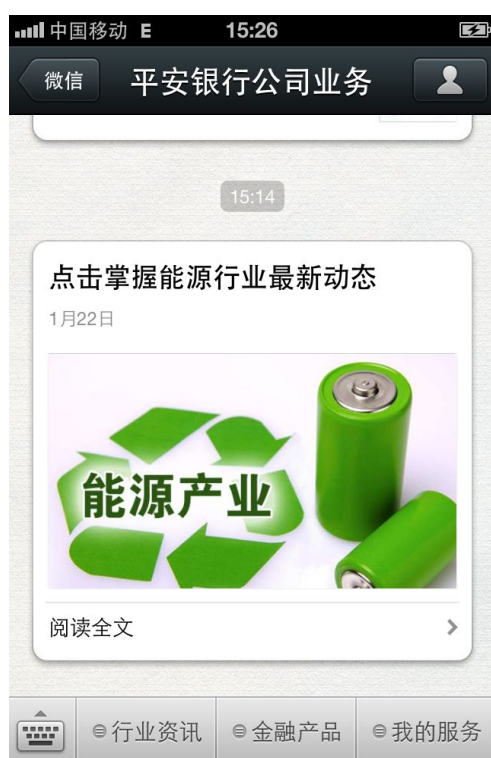 中国移动 E 15:26
微信 平安银行公司业务
15:14
点击掌握能源行业最新动态
1月22日
能源产业
阅读全文
行业资讯 金融产品 我的服务